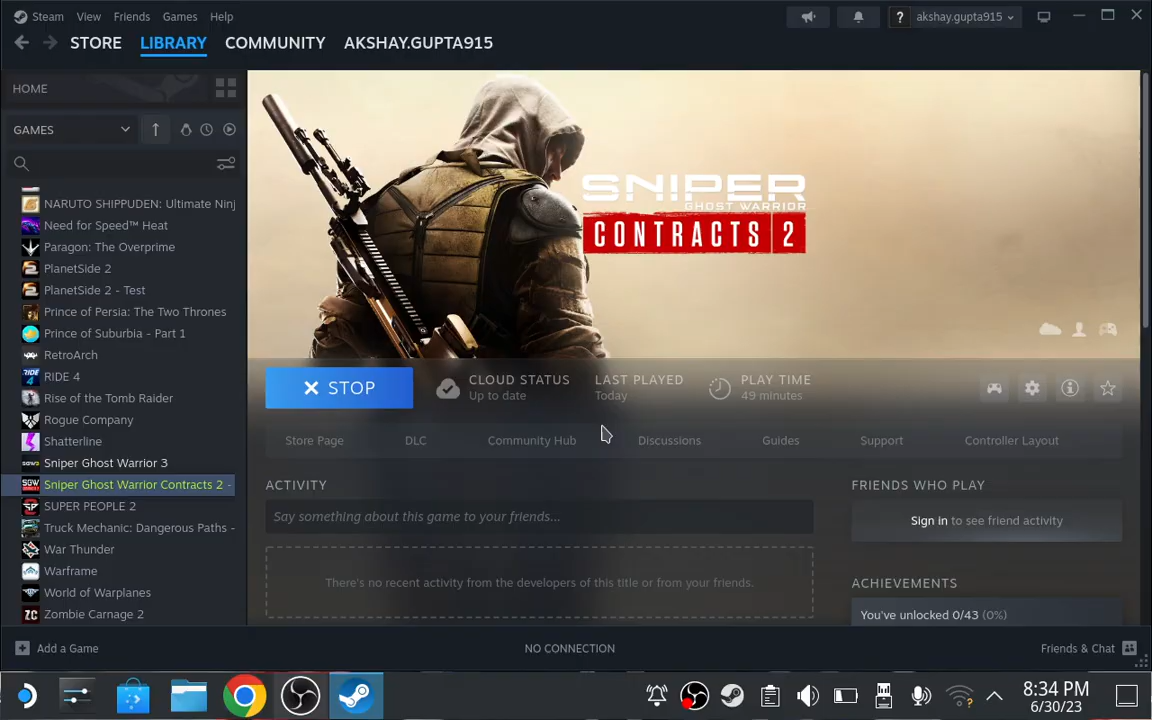 Steam View Friends Games Help
akshay.gupta915
STORE LIBRARY COMMUNITY AKSHAY.GUPTA915
HOME
GAMES
NARUTO SHIPPUDEN: Ultimate Ninj
Need for Speed™ Heat
Paragon: The Overprime
PlanetSide 2
PlanetSide 2 - Test
Prince of Persia: The Two Thrones
Prince of Suburbia - Part 1
RetroArch
RIDE 4
Rise of the Tomb Raider
Rogue Company
Shatterline
Sniper Ghost Warrior 3
Sniper Ghost Warrior Contracts 2 -
SUPER PEOPLE 2
Truck Mechanic: Dangerous Paths -
War Thunder
Warframe
World of Warplanes
Zombie Carnage 2
SNIPER
GHOST WARRIOR
CONTRACTS 2
STOP
CLOUD STATUS
Up to date
LAST PLAYED
Today
PLAY TIME
49 minutes
Store Page DLC Community Hub Discussions Guides Support Controller Layout
ACTIVITY
Say something about this game to your friends...
There's no recent activity from the developers of this title or from your friends.
FRIENDS WHO PLAY
Sign in to see friend activity
ACHIEVEMENTS
You've unlocked 0/43 (0%)
Add a Game
NO CONNECTION
Friends & Chat
8:34 PM
6/30/23